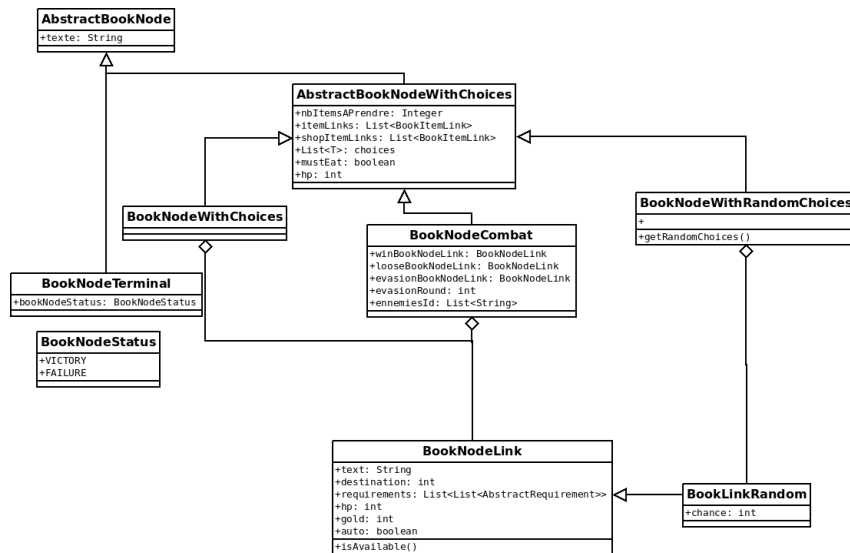 AbstractBookNode
+texte: String
AbstractBookNodeWithChoices
+nbItemsAPrendre: Integer
+itemLinks: List<BookItemLink>
+shopItemLinks: List<BookItemLink>
+List<T>: choices
+mustEat: boolean
+hp: int
BookNodeWithChoices
BookNodeCombat
+winBookNodeLink: BookNodeLink
+looseBookNodeLink: BookNodeLink
+evasionBookNodeLink: BookNodeLink
+evasionRound: int
+ennemiesId: List<String>
BookNodeWithRandomChoices
+
+getRandomChoices()
BookNodeTerminal
+bookNodeStatus: BookNodeStatus
BookNodeStatus
+VICTORY
+FAILURE
BookNodeLink
+text: String
+destination: int
+requirements: List<List<AbstractRequirement>>
+hp: int
+gold: int
+auto: boolean
+isAvailable()
BookLinkRandom
+chance: int